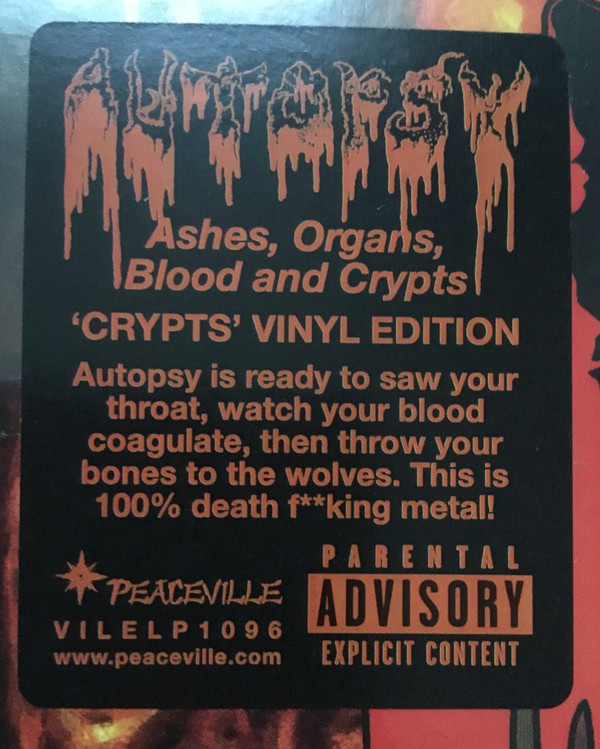 AUTOPSY
Ashes, Organs,
Blood and Crypts
‘CRYPTS’ VINYL EDITION
Autopsy is ready to saw your
throat, watch your blood
coagulate, then throw your
bones to the wolves. This is
100% death f**king metal!
PEACEVILLE
VILELP1096
www.peaceville.com
PARENTAL
ADVISORY
EXPLICIT CONTENT